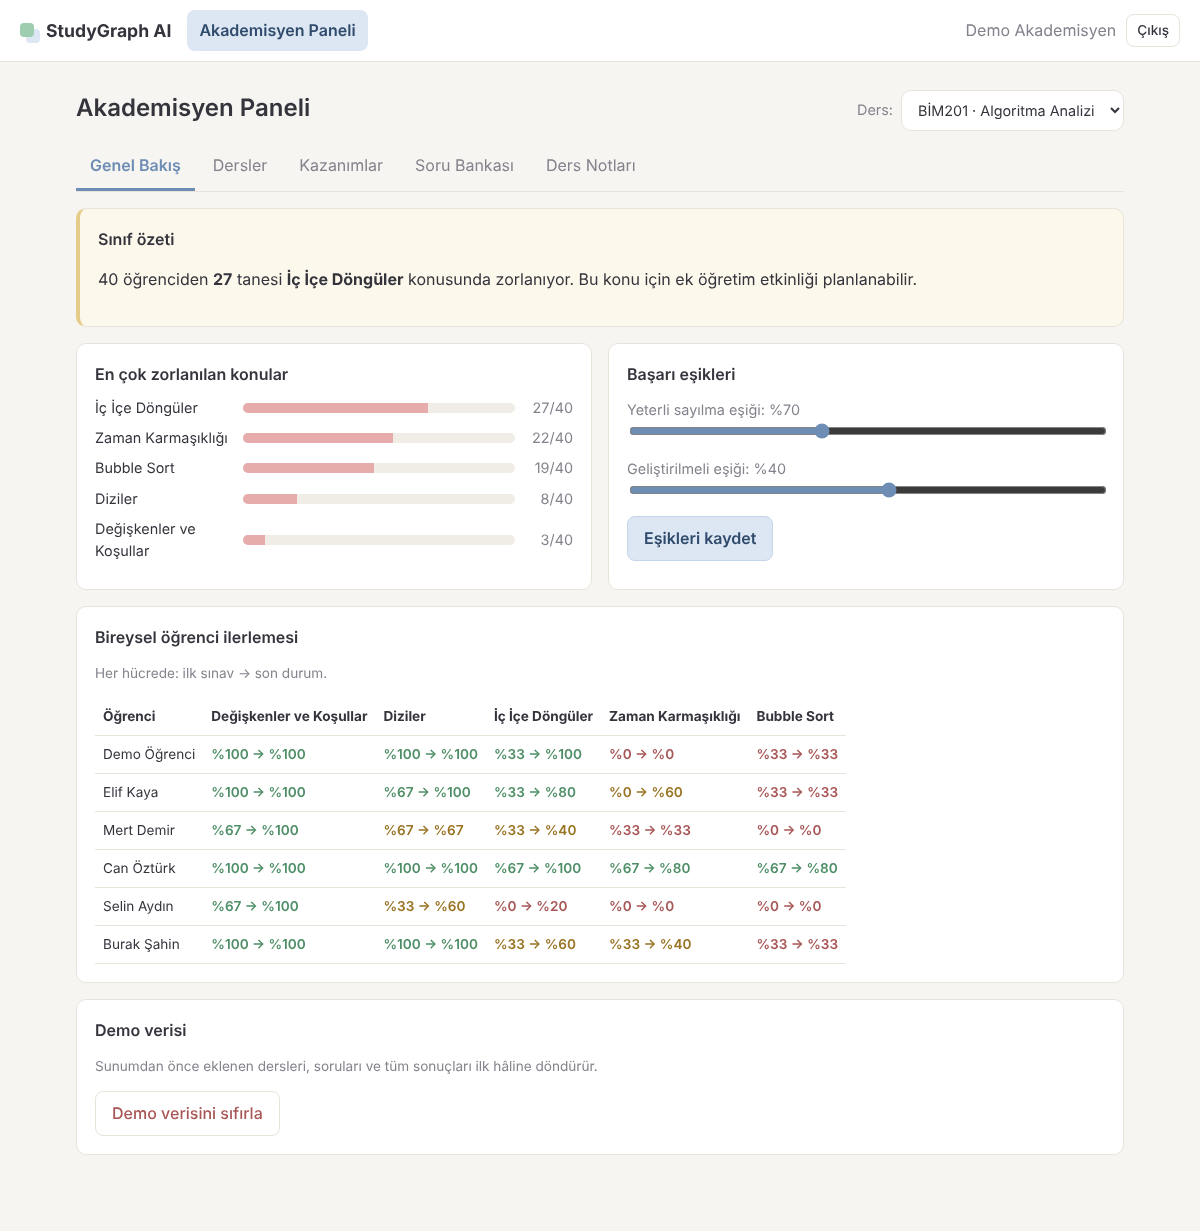 StudyGraph AI
Akademisyen Paneli
Demo Akademisyen
Çıkış
Akademisyen Paneli
Ders:
BİM201 · Algoritma Analizi
Genel Bakış Dersler Kazanımlar Soru Bankası Ders Notları
Sınıf özeti
40 öğrenciden 27 tanesi İç İçe Döngüler konusunda zorlanıyor. Bu konu için ek öğretim etkinliği planlanabilir.
En çok zorlanılan konular
İç İçe Döngüler 27/40
Zaman Karmaşıklığı 22/40
Bubble Sort 19/40
Diziler 8/40
Değişkenler ve
Koşullar 3/40
Başarı eşikleri
Yeterli sayılma eşiği: %70
Geliştirilmeli eşiği: %40
Eşikleri kaydet
Bireysel öğrenci ilerlemesi
Her hücrede: ilk sınav → son durum.
Öğrenci Değişkenler ve Koşullar Diziler İç İçe Döngüler Zaman Karmaşıklığı Bubble Sort
Demo Öğrenci %100 → %100 %100 → %100 %33 → %100 %0 → %0 %33 → %33
Elif Kaya %100 → %100 %67 → %100 %33 → %80 %0 → %60 %33 → %33
Mert Demir %67 → %100 %67 → %67 %33 → %40 %33 → %33 %0 → %0
Can Öztürk %100 → %100 %100 → %100 %67 → %100 %67 → %80 %67 → %80
Selin Aydın %67 → %100 %33 → %60 %0 → %20 %0 → %0 %0 → %0
Burak Şahin %100 → %100 %100 → %100 %33 → %60 %33 → %40 %33 → %33
Demo verisi
Sunumdan önce eklenen dersleri, soruları ve tüm sonuçları ilk hâline döndürür.
Demo verisini sıfırla